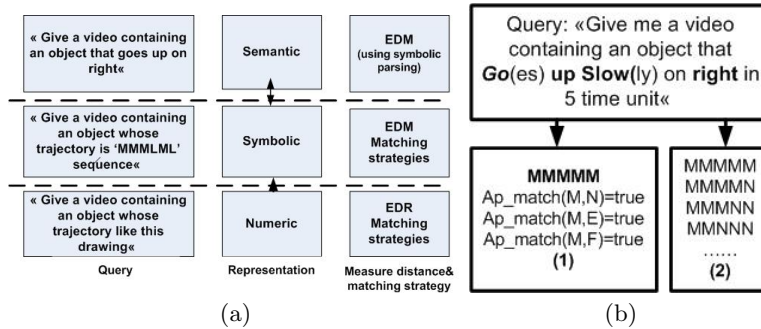 « Give a video containing
an object that goes up on
right«
Semantic
EDM
(using symbolic
parsing)
« Give a video containing
an object whose
trajectory is ‘MMMLML’
sequence«
Symbolic
EDM
Matching
strategies
« Give a video containing
an object whose
trajectory like this
drawing«
Numeric
EDR
Matching
strategies
Query
Representation
Measure distance&
matching strategy
(a)
Query: «Give me a video
containing an object that
Go(es) up Slow(ly) on right in
5 time unit«
MMMMM
Ap_match(M,N)=true
Ap_match(M,E)=true
Ap_match(M,F)=true
(1)
MMMMM
MMMMN
MMMNN
MMNNN
......
(2)
(b)